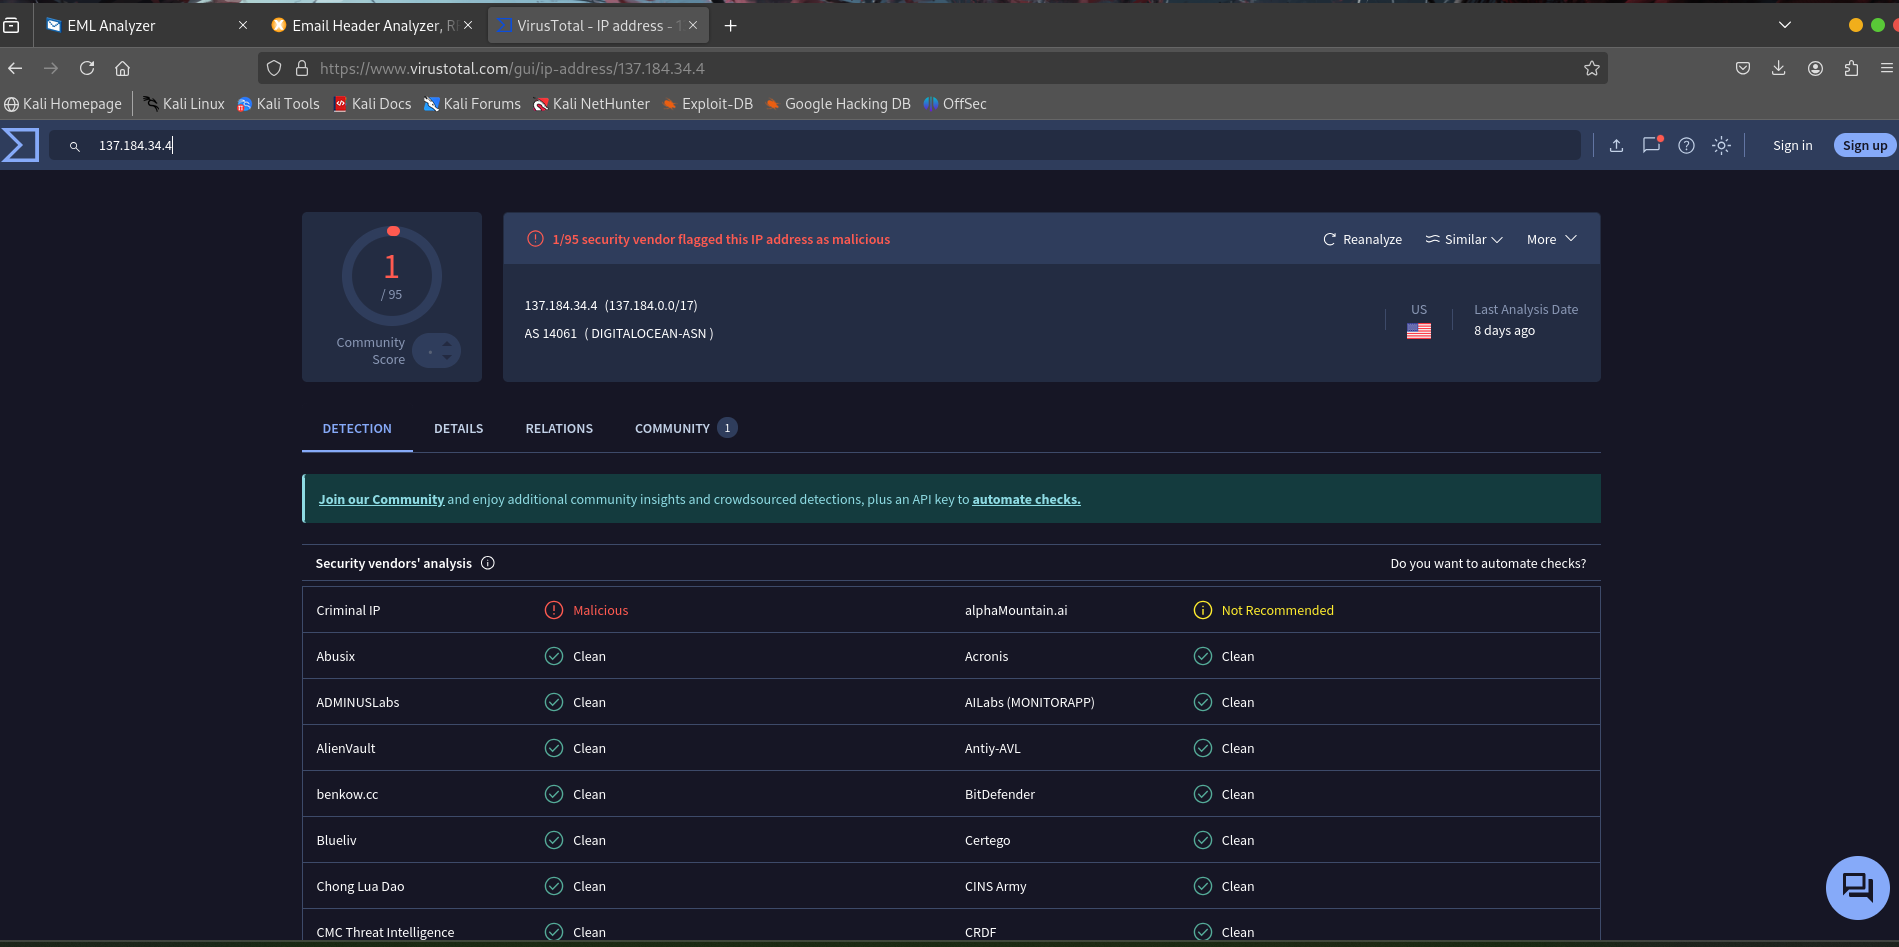 EML Analyzer
Email Header Analyzer, RF
VirusTotal - IP address - 1
https://www.virustotal.com/gui/ip-address/137.184.34.4
Kali Homepage Kali Linux Kali Tools Kali Docs Kali Forums Kali NetHunter Exploit-DB Google Hacking DB OffSec
137.184.34.4
Sign in
Sign up
1
/ 95
Community
Score
1/95 security vendor flagged this IP address as malicious
Reanalyze
Similar
More
137.184.34.4 (137.184.0.0/17)
AS 14061 ( DIGITALOCEAN-ASN )
US
Last Analysis Date
8 days ago
DETECTION
DETAILS
RELATIONS
COMMUNITY 1
Join our Community and enjoy additional community insights and crowdsourced detections, plus an API key to automate checks.
Security vendors' analysis
Do you want to automate checks?
Criminal IP Malicious alphaMountain.ai Not Recommended
Abusix Clean Acronis Clean
ADMINUSLabs Clean AILabs (MONITORAPP) Clean
AlienVault Clean Antiy-AVL Clean
benkow.cc Clean BitDefender Clean
Blueliv Clean Certego Clean
Chong Lua Dao Clean CINS Army Clean
CMC Threat Intelligence Clean CRDF Clean